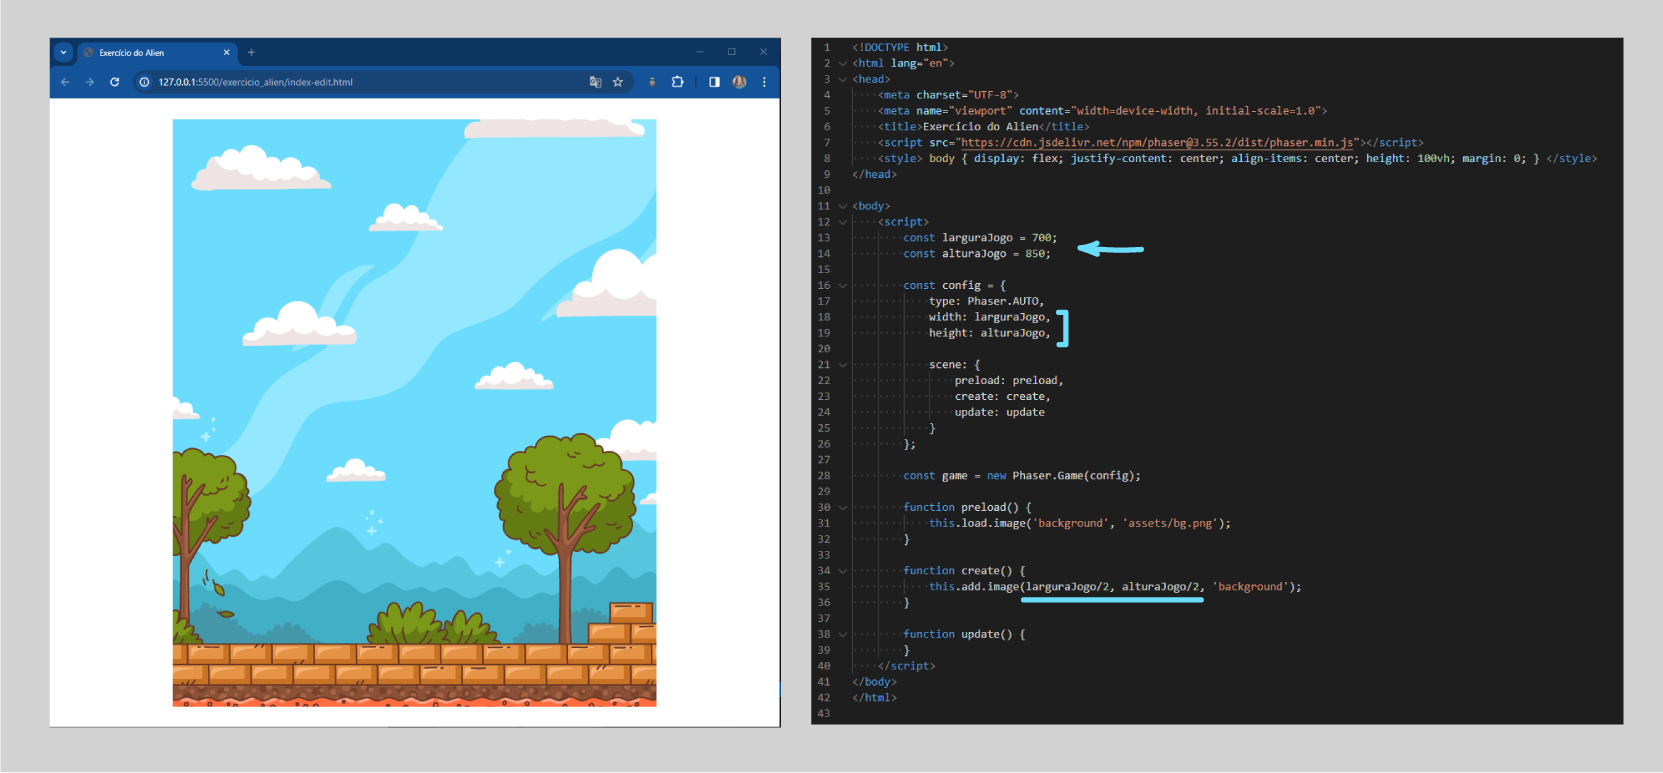 Exercício do Alien
127.0.0.1:5500/exercicio_alien/index-edit.html
1 <!DOCTYPE html>
2 <html lang="en">
3 <head>
4 <meta charset="UTF-8">
5 <meta name="viewport" content="width=device-width, initial-scale=1.0">
6 <title>Exercício do Alien</title>
7 <script src="https://cdn.jsdelivr.net/npm/phaser@3.55.2/dist/phaser.min.js"></script>
8 <style> body { display: flex; justify-content: center; align-items: center; height: 100vh; margin: 0; } </style>
9 </head>
10
11 <body>
12 <script>
13 const larguraJogo = 700;
14 const alturaJogo = 850;
15
16 const config = {
17 type: Phaser.AUTO,
18 width: larguraJogo,
19 height: alturaJogo,
20
21 scene: {
22 preload: preload,
23 create: create,
24 update: update
25 }
26 };
27
28 const game = new Phaser.Game(config);
29
30 function preload() {
31 this.load.image('background', 'assets/bg.png');
32 }
33
34 function create() {
35 this.add.image(larguraJogo/2, alturaJogo/2, 'background');
36 }
37
38 function update() {
39 }
40 </script>
41 </body>
42 </html>
43